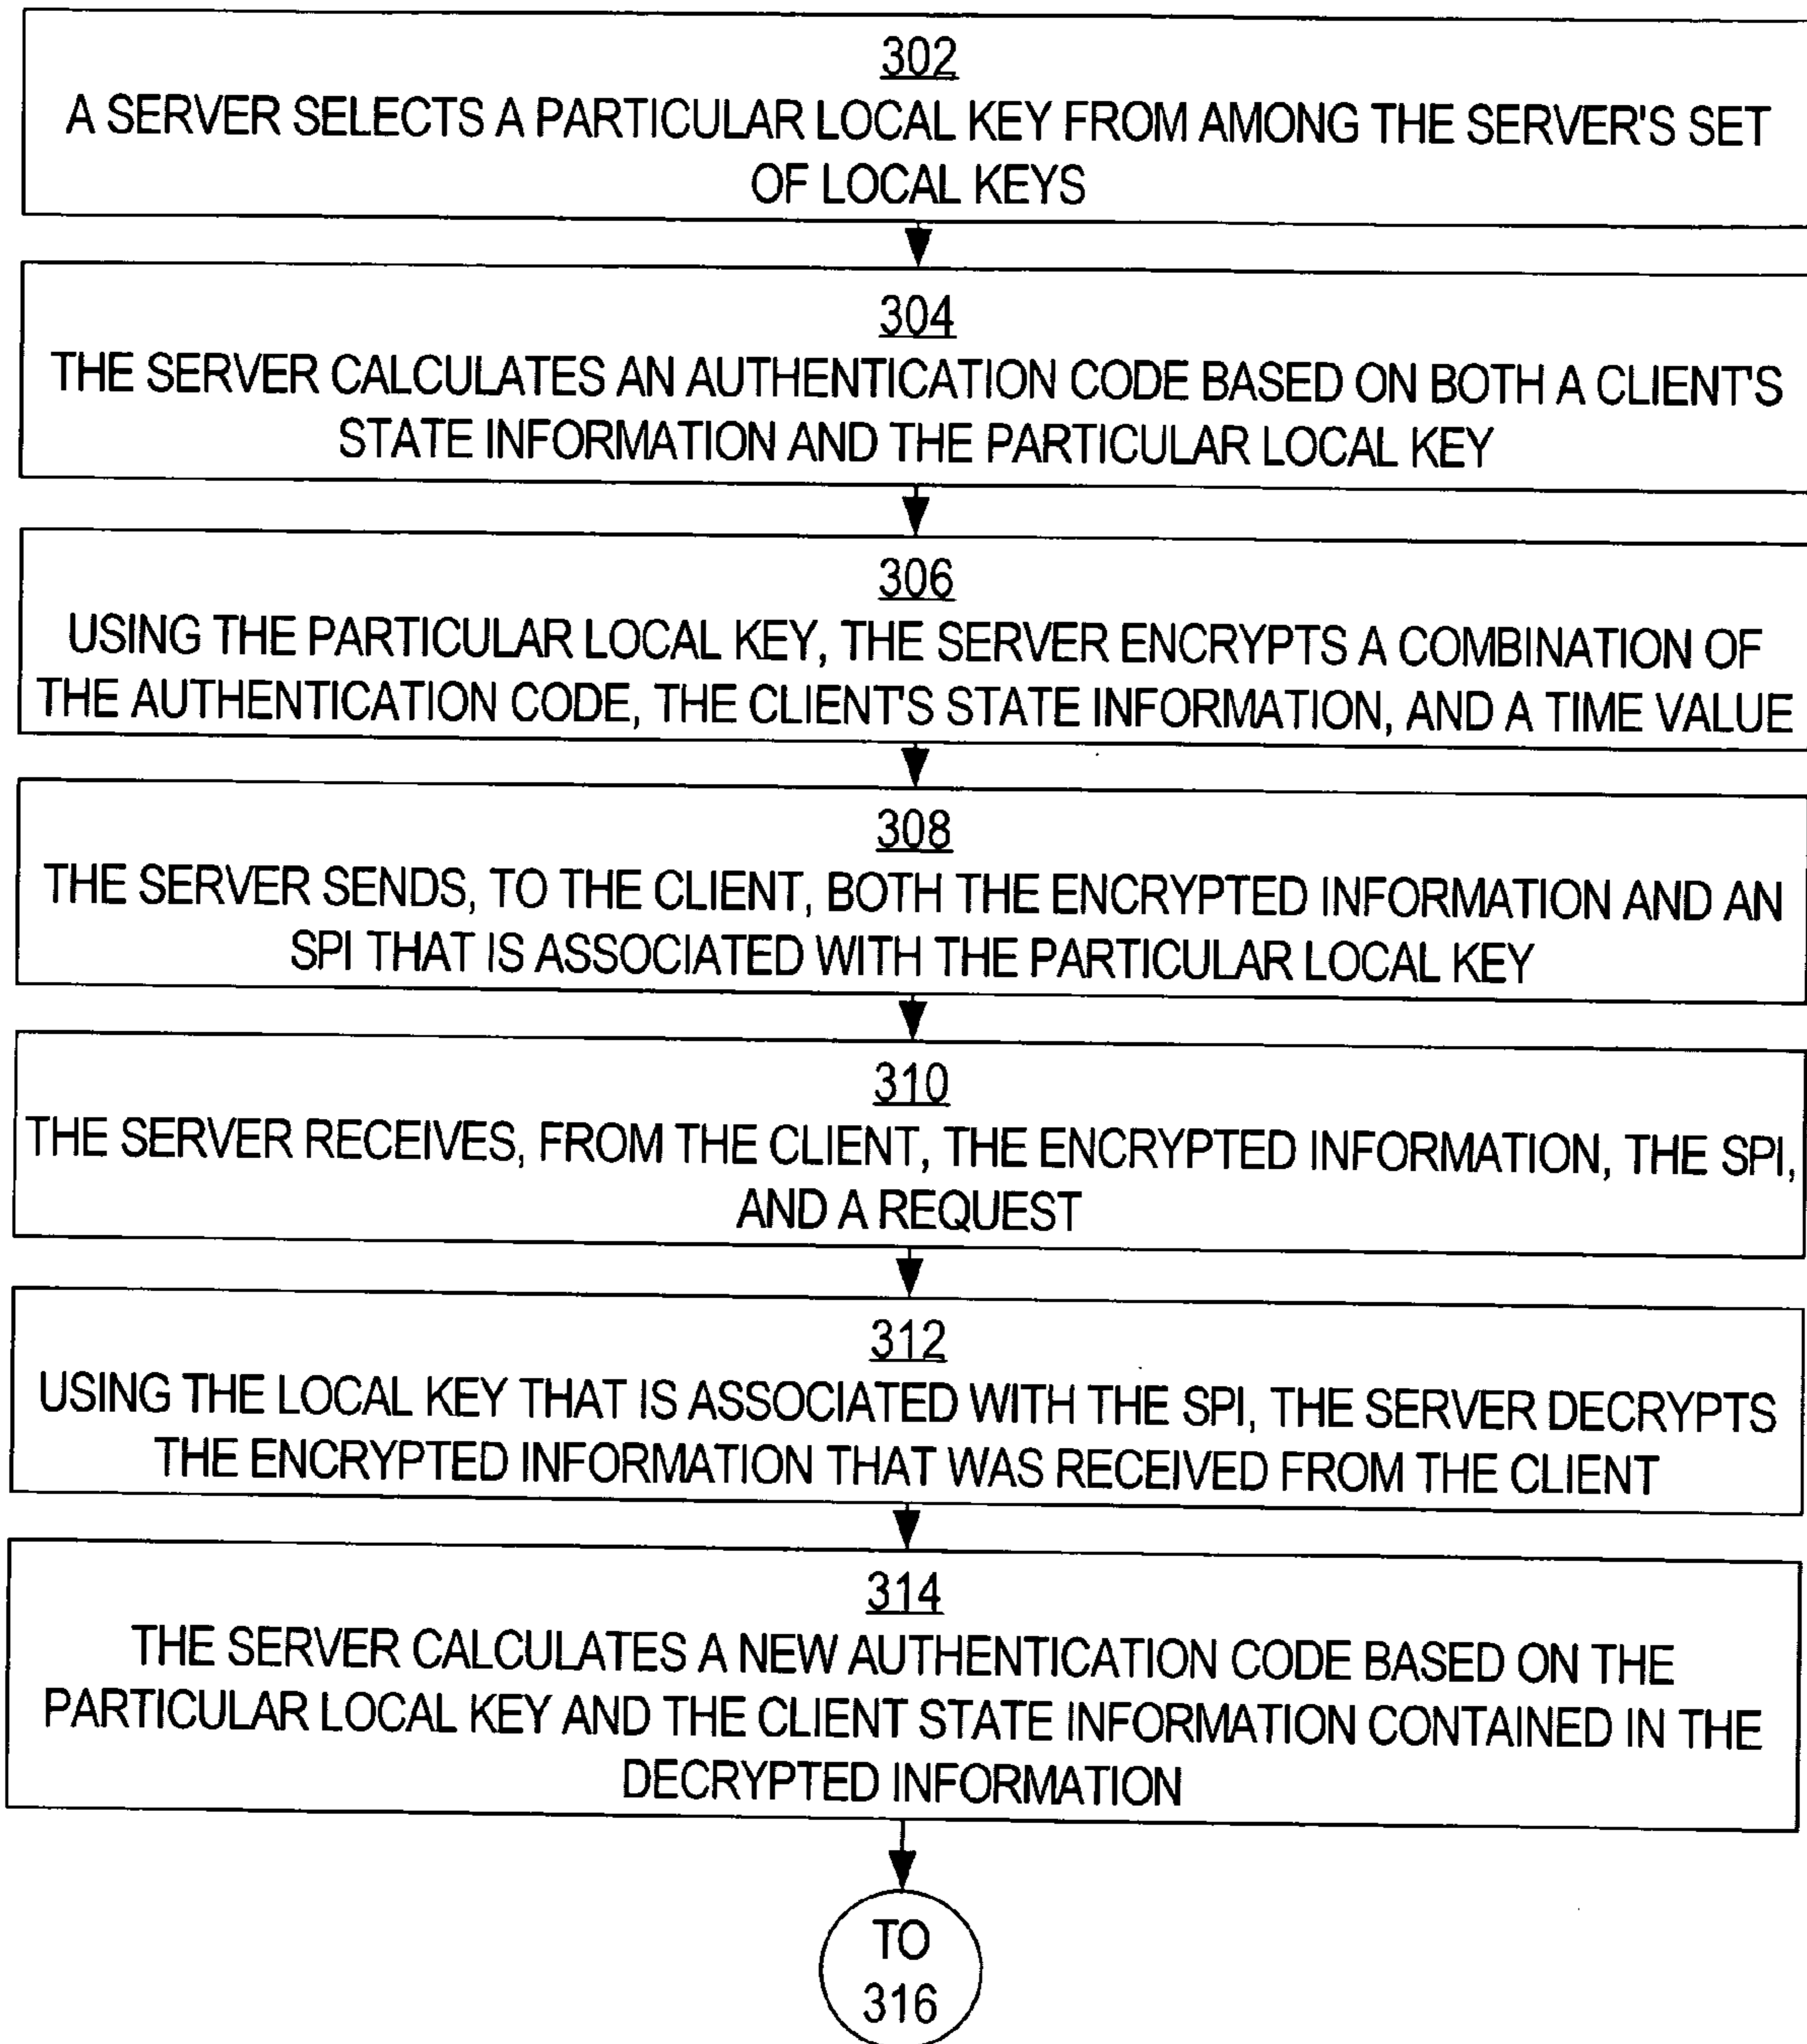 302
A SERVER SELECTS A PARTICULAR LOCAL KEY FROM AMONG THE SERVER'S SET
OF LOCAL KEYS
304
THE SERVER CALCULATES AN AUTHENTICATION CODE BASED ON BOTH A CLIENT'S
STATE INFORMATION AND THE PARTICULAR LOCAL KEY
306
USING THE PARTICULAR LOCAL KEY, THE SERVER ENCRYPTS A COMBINATION OF
THE AUTHENTICATION CODE, THE CLIENT'S STATE INFORMATION, AND A TIME VALUE
308
THE SERVER SENDS, TO THE CLIENT, BOTH THE ENCRYPTED INFORMATION AND AN
SPI THAT IS ASSOCIATED WITH THE PARTICULAR LOCAL KEY
310
THE SERVER RECEIVES, FROM THE CLIENT, THE ENCRYPTED INFORMATION, THE SPI,
AND A REQUEST
312
USING THE LOCAL KEY THAT IS ASSOCIATED WITH THE SPI, THE SERVER DECRYPTS
THE ENCRYPTED INFORMATION THAT WAS RECEIVED FROM THE CLIENT
314
THE SERVER CALCULATES A NEW AUTHENTICATION CODE BASED ON THE
PARTICULAR LOCAL KEY AND THE CLIENT STATE INFORMATION CONTAINED IN THE
DECRYPTED INFORMATION
TO
316